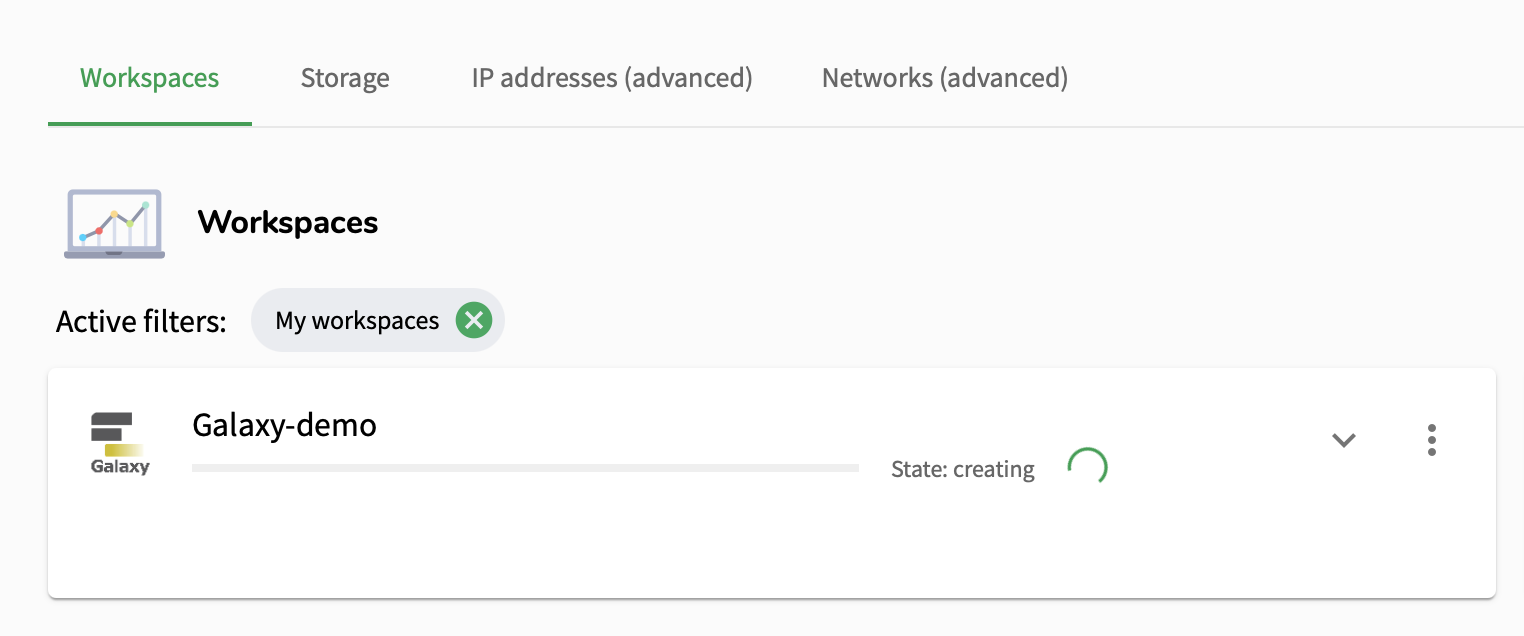 Workspaces Storage IP addresses (advanced) Networks (advanced)
Workspaces
Active filters: My workspaces
Galaxy-demo
Galaxy
State: creating